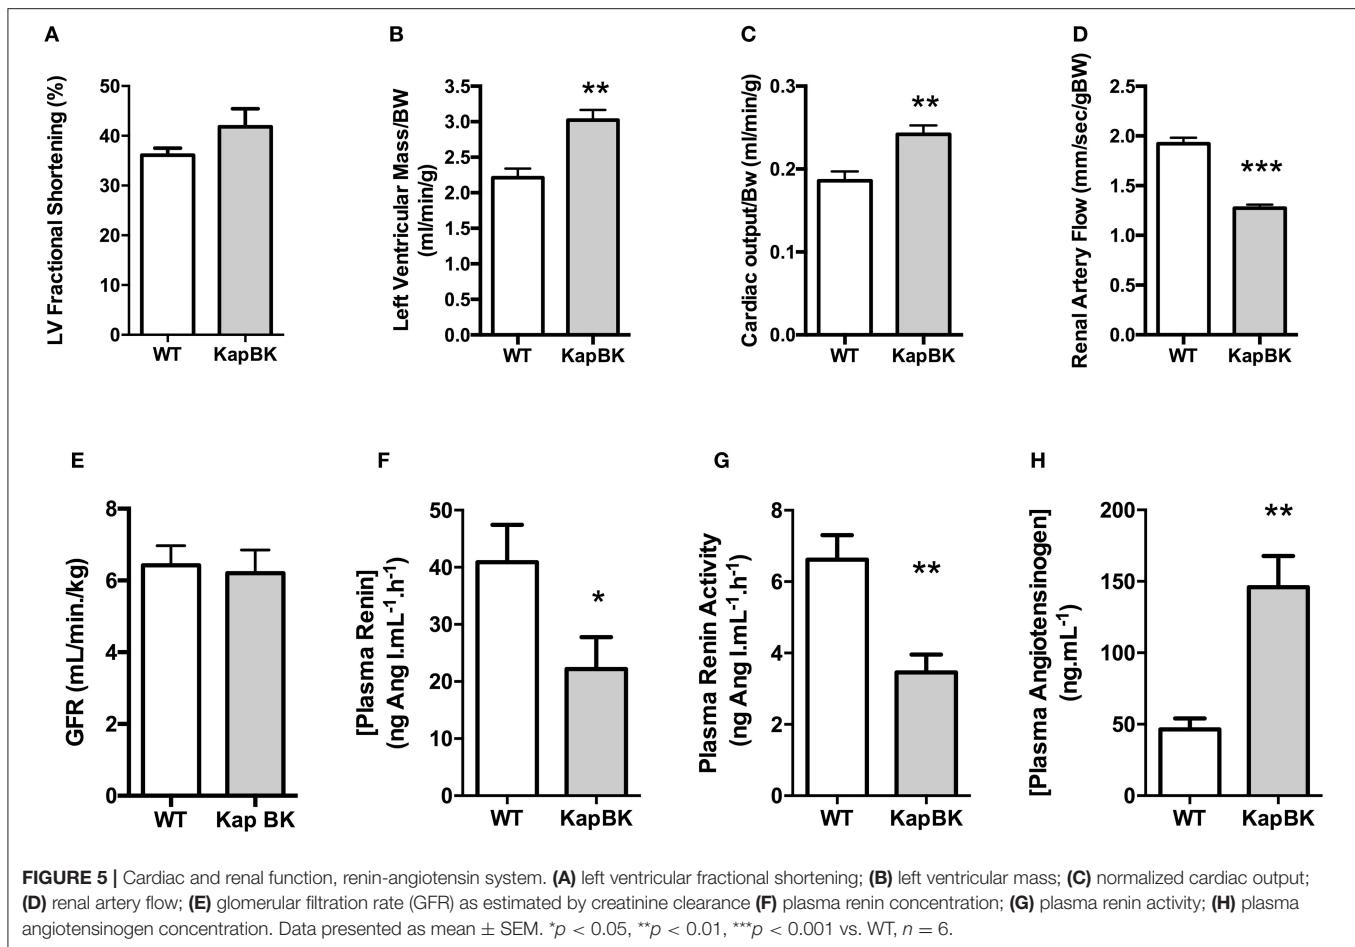 A
B
C
D
LV Fractional Shortening (%)
50
40
30
20
10
0
WT
KapBK
Left Ventricular Mass/BW
(ml/min/g)
3.5
3.0
2.5
2.0
1.5
1.0
0.5
0.0
**
WT
KapBK
Cardiac output/Bw (ml/min/g)
0.3
0.2
0.1
0.0
**
WT
KapBK
Renal Artery Flow (mm/sec/gBW)
2.5
2.0
1.5
1.0
0.5
0.0
***
WT
KapBK
E
F
G
H
GFR (mL/min./kg)
8
6
4
2
0
WT
Kap BK
[Plasma Renin]
(ng Ang I.mL⁻¹.h⁻¹)
50
40
30
20
10
0
*
WT
KapBK
Plasma Renin Activity
(ng Ang I.mL⁻¹.h⁻¹)
8
6
4
2
0
**
WT
KapBK
[Plasma Angiotensinogen]
(ng.mL⁻¹)
200
150
100
50
0
**
WT
KapBK
FIGURE 5 | Cardiac and renal function, renin-angiotensin system. (A) left ventricular fractional shortening; (B) left ventricular mass; (C) normalized cardiac output;
(D) renal artery flow; (E) glomerular filtration rate (GFR) as estimated by creatinine clearance (F) plasma renin concentration; (G) plasma renin activity; (H) plasma
angiotensinogen concentration. Data presented as mean ± SEM. *p < 0.05, **p < 0.01, ***p < 0.001 vs. WT, n = 6.